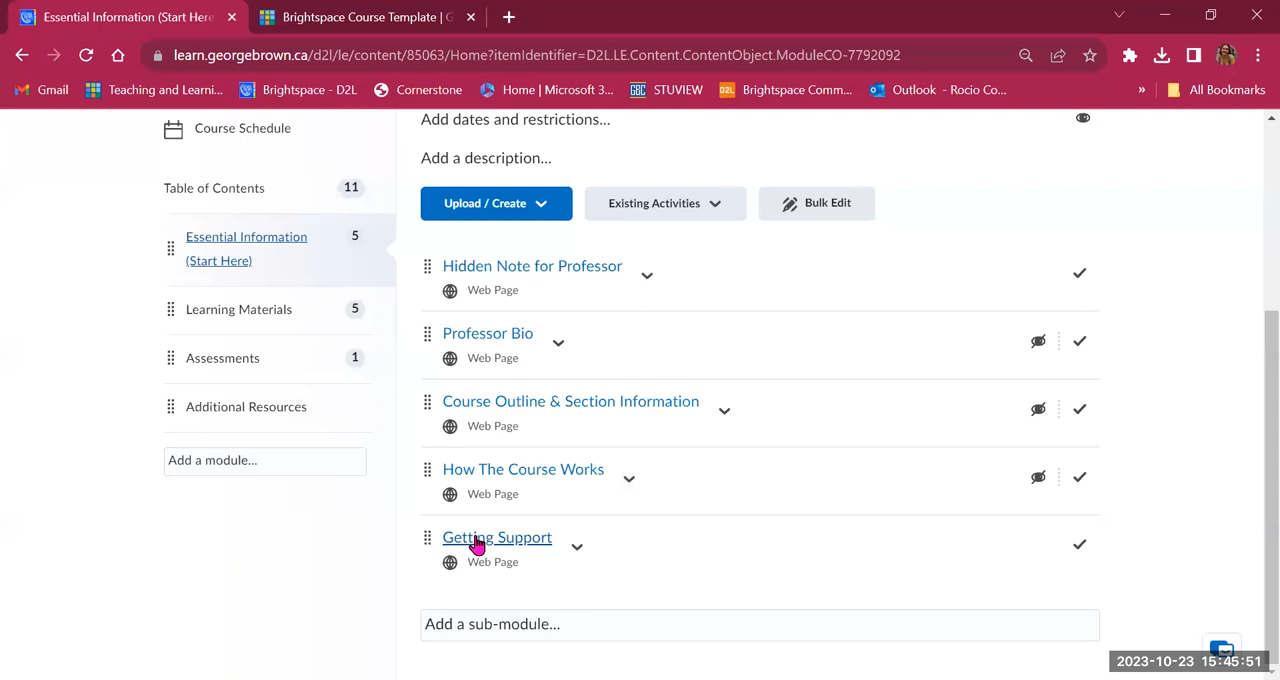 Essential Information (Start Here
Brightspace Course Template | G
learn.georgebrown.ca/d2l/le/content/85063/Home?itemIdentifier=D2L.LE.Content.ContentObject.ModuleCO-7792092
Gmail
Teaching and Learni...
Brightspace - D2L
Cornerstone
Home | Microsoft 3...
GBC
STUVIEW
D2L
Brightspace Comm...
Outlook - Rocio Co...
»
All Bookmarks
Course Schedule
Table of Contents 11
Essential Information 5
(Start Here)
Learning Materials 5
Assessments 1
Additional Resources
Add a module...
Add dates and restrictions...
Add a description...
Upload / Create
Existing Activities
Bulk Edit
Hidden Note for Professor
Web Page
Professor Bio
Web Page
Course Outline & Section Information
Web Page
How The Course Works
Web Page
Getting Support
Web Page
Add a sub-module...
2023-10-23 15:45:51